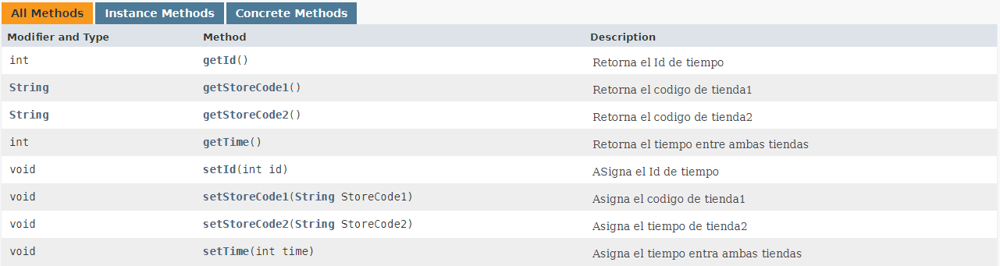 All Methods Instance Methods Concrete Methods
Modifier and Type Method Description
int getId() Retorna el Id de tiempo
String getStoreCode1() Retorna el codigo de tienda1
String getStoreCode2() Retorna el codigo de tienda2
int getTime() Retorna el tiempo entre ambas tiendas
void setId(int id) ASigna el Id de tiempo
void setStoreCode1(String StoreCode1) Asigna el codigo de tienda1
void setStoreCode2(String StoreCode2) Asigna el tiempo de tienda2
void setTime(int time) Asigna el tiempo entra ambas tiendas